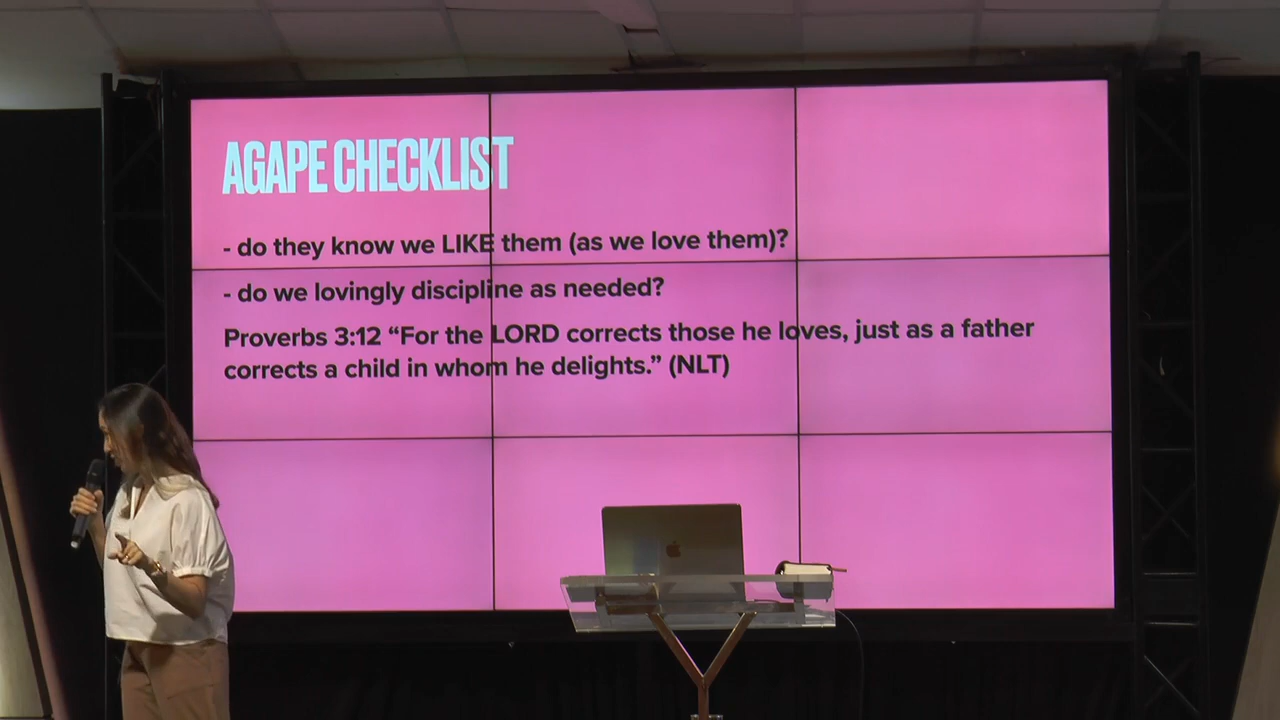 AGAPE CHECKLIST
- do they know we LIKE them (as we love them)?
- do we lovingly discipline as needed?
Proverbs 3:12 “For the LORD corrects those he loves, just as a father
corrects a child in whom he delights.” (NLT)